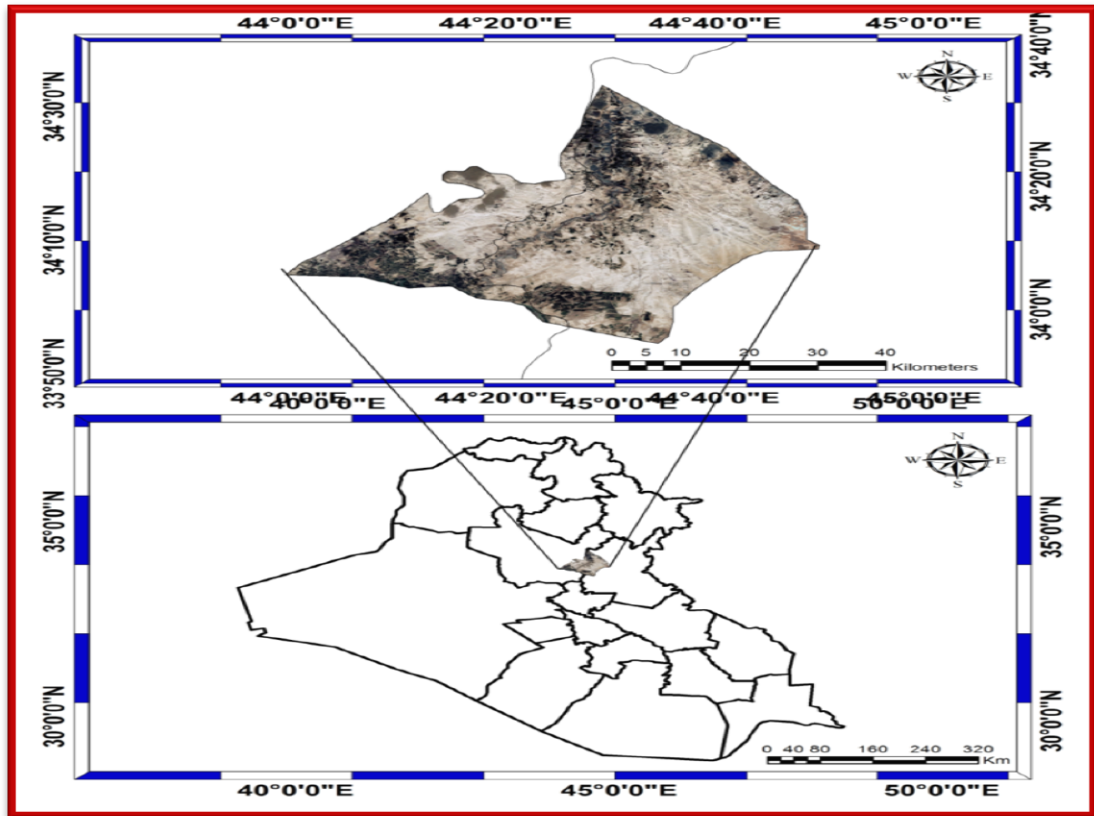 44°0'0"E 44°20'0"E 44°40'0"E 45°0'0"E
34°40'0"N
N
W E
S
34°30'0"N
34°20'0"N
34°10'0"N
34°0'0"N
33°50'0"N
0 5 10 20 30 40
Kilometers
44°0'0"E 44°20'0"E 44°40'0"E 45°0'0"E
40°0'0"E 45°0'0"E 50°0'0"E
N
W E
S
35°0'0"N 35°0'0"N
30°0'0"N 30°0'0"N
0 40 80 160 240 320
Km
40°0'0"E 45°0'0"E 50°0'0"E